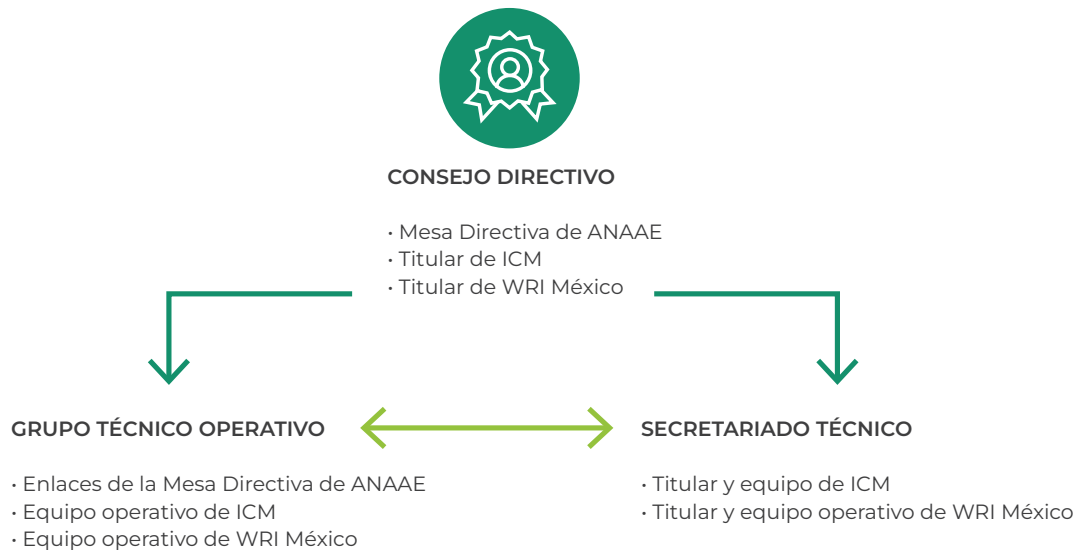 CONSEJO DIRECTIVO
• Mesa Directiva de ANAAE
• Titular de ICM
• Titular de WRI México
GRUPO TÉCNICO OPERATIVO
• Enlaces de la Mesa Directiva de ANAAE
• Equipo operativo de ICM
• Equipo operativo de WRI México
SECRETARIADO TÉCNICO
• Titular y equipo de ICM
• Titular y equipo operativo de WRI México